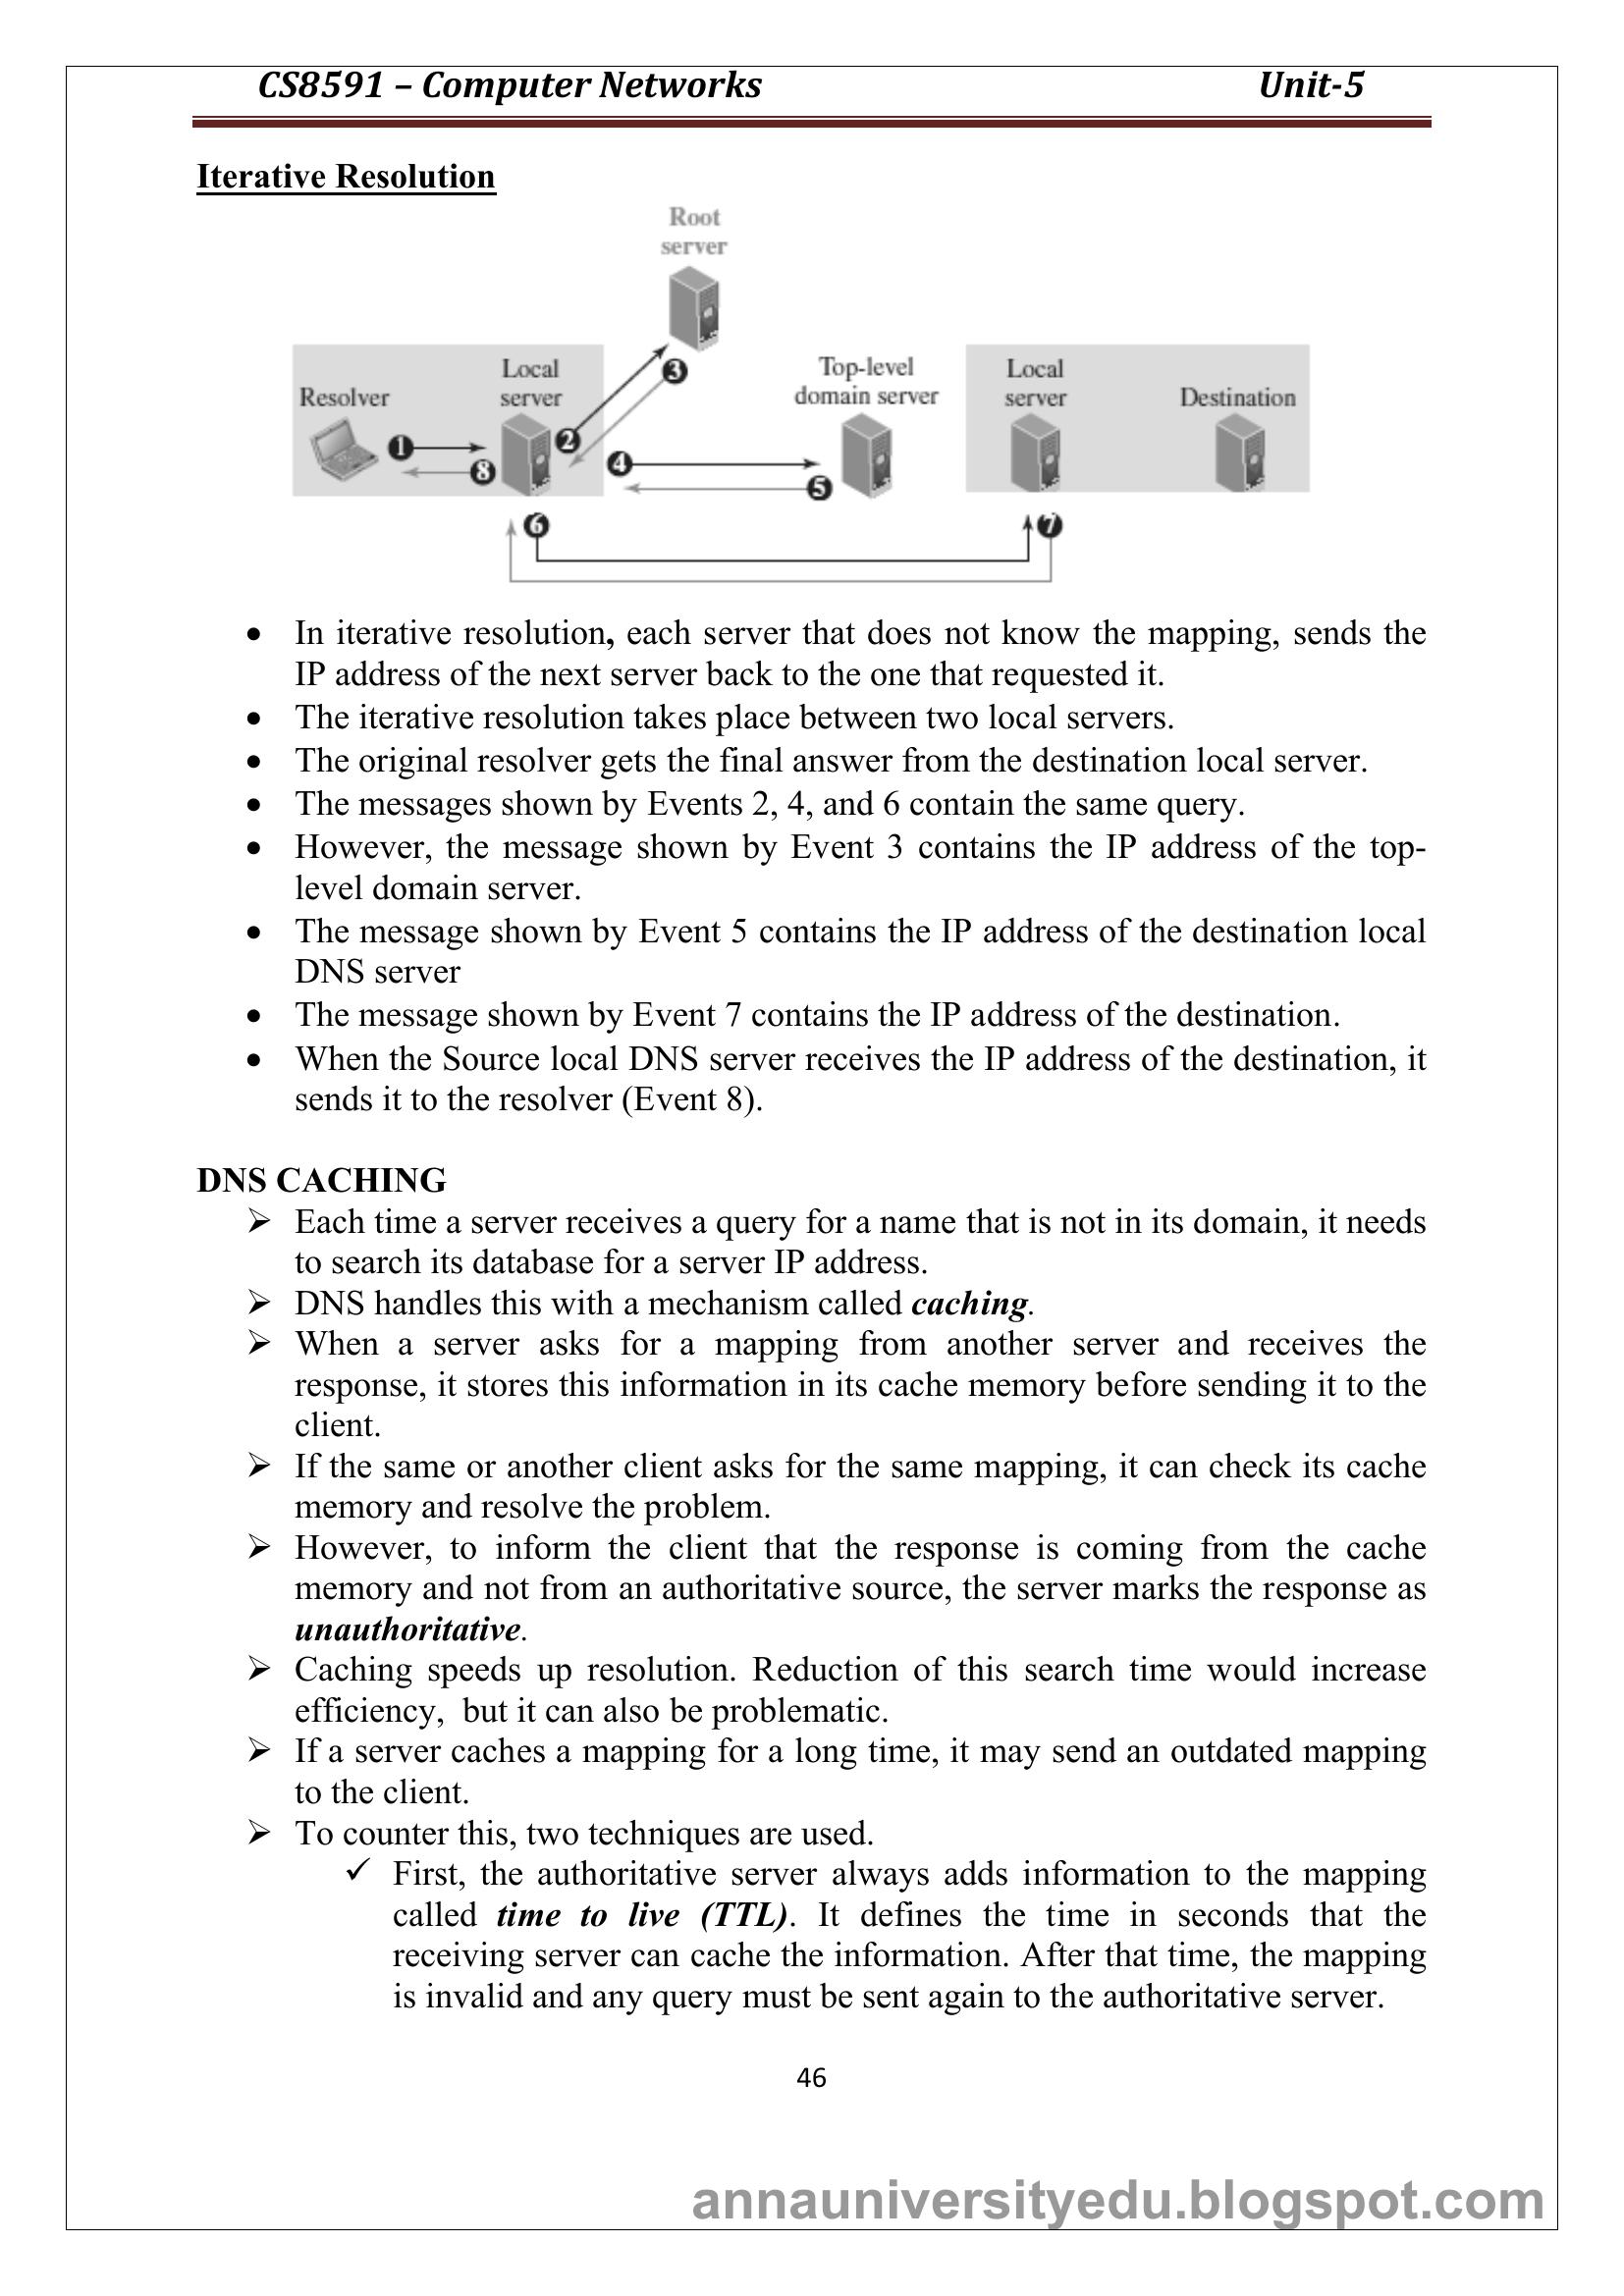 CS8591 – Computer Networks Unit-5
Iterative Resolution
Root
server
Local
server
Resolver
Top-level
domain server
Local
server
Destination
1
2
3
4
5
6
7
8
• In iterative resolution, each server that does not know the mapping, sends the
IP address of the next server back to the one that requested it.
• The iterative resolution takes place between two local servers.
• The original resolver gets the final answer from the destination local server.
• The messages shown by Events 2, 4, and 6 contain the same query.
• However, the message shown by Event 3 contains the IP address of the top-
level domain server.
• The message shown by Event 5 contains the IP address of the destination local
DNS server
• The message shown by Event 7 contains the IP address of the destination.
• When the Source local DNS server receives the IP address of the destination, it
sends it to the resolver (Event 8).
DNS CACHING
➢ Each time a server receives a query for a name that is not in its domain, it needs
to search its database for a server IP address.
➢ DNS handles this with a mechanism called caching.
➢ When a server asks for a mapping from another server and receives the
response, it stores this information in its cache memory before sending it to the
client.
➢ If the same or another client asks for the same mapping, it can check its cache
memory and resolve the problem.
➢ However, to inform the client that the response is coming from the cache
memory and not from an authoritative source, the server marks the response as
unauthoritative.
➢ Caching speeds up resolution. Reduction of this search time would increase
efficiency, but it can also be problematic.
➢ If a server caches a mapping for a long time, it may send an outdated mapping
to the client.
➢ To counter this, two techniques are used.
✓ First, the authoritative server always adds information to the mapping
called time to live (TTL). It defines the time in seconds that the
receiving server can cache the information. After that time, the mapping
is invalid and any query must be sent again to the authoritative server.
46
annauniversityedu.blogspot.com